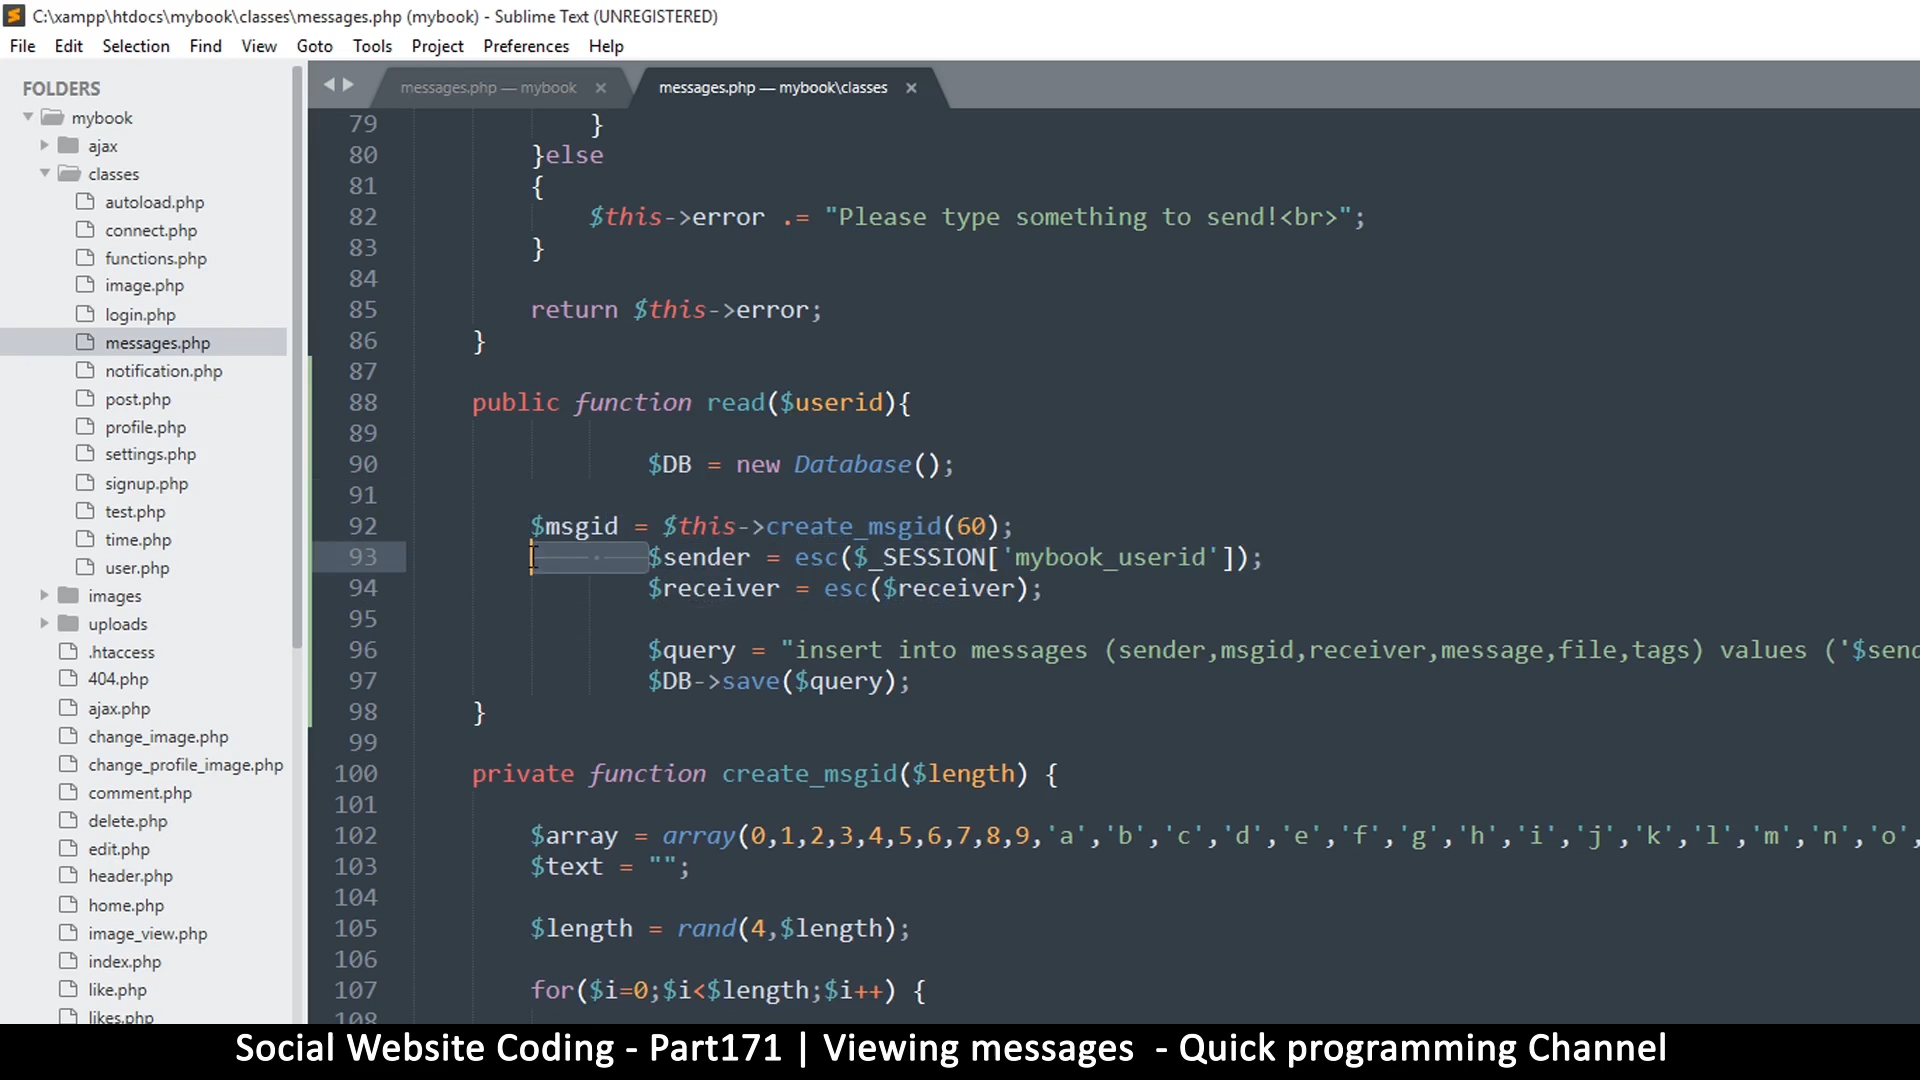 C:\xampp\htdocs\mybook\classes\messages.php (mybook) - Sublime Text (UNREGISTERED)
File Edit Selection Find View Goto Tools Project Preferences Help
FOLDERS
mybook
ajax
classes
autoload.php
connect.php
functions.php
image.php
login.php
messages.php
notification.php
post.php
profile.php
settings.php
signup.php
test.php
time.php
user.php
images
uploads
.htaccess
404.php
ajax.php
change_image.php
change_profile_image.php
comment.php
delete.php
edit.php
header.php
home.php
image_view.php
index.php
like.php
likes.php
messages.php — mybook ×
messages.php — mybook\classes ×
79 }
80 }else
81 {
82 $this->error .= "Please type something to send!<br>";
83 }
84
85 return $this->error;
86 }
87
88 public function read($userid){
89
90 $DB = new Database();
91
92 $msgid = $this->create_msgid(60);
93 $sender = esc($_SESSION['mybook_userid']);
94 $receiver = esc($receiver);
95
96 $query = "insert into messages (sender,msgid,receiver,message,file,tags) values ('$send
97 $DB->save($query);
98 }
99
100 private function create_msgid($length) {
101
102 $array = array(0,1,2,3,4,5,6,7,8,9,'a','b','c','d','e','f','g','h','i','j','k','l','m','n','o',
103 $text = "";
104
105 $length = rand(4,$length);
106
107 for($i=0;$i<$length;$i++) {
108
Social Website Coding - Part171 | Viewing messages - Quick programming Channel